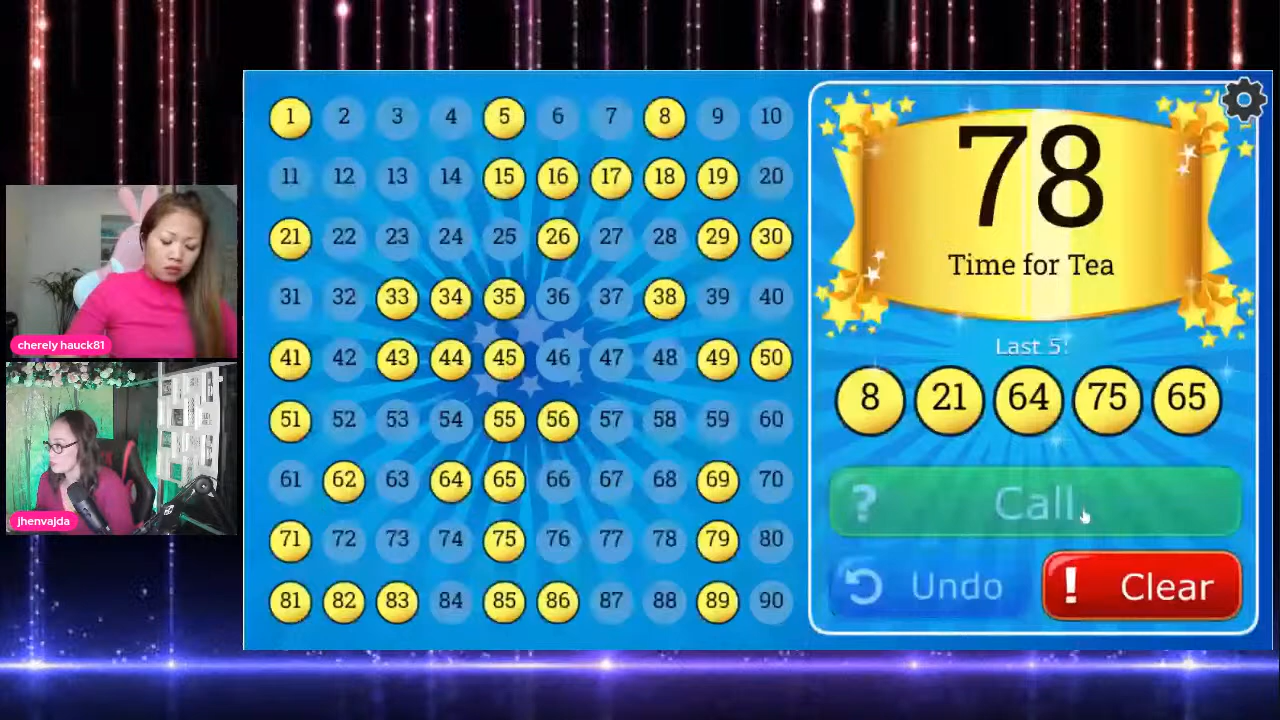 1 2 3 4 5 6 7 8 9 10
11 12 13 14 15 16 17 18 19 20
21 22 23 24 25 26 27 28 29 30
31 32 33 34 35 36 37 38 39 40
41 42 43 44 45 46 47 48 49 50
51 52 53 54 55 56 57 58 59 60
61 62 63 64 65 66 67 68 69 70
71 72 73 74 75 76 77 78 79 80
81 82 83 84 85 86 87 88 89 90
78
Time for Tea
Last 5:
8 21 64 75 65
? Call
Undo
! Clear
cherely hauck81
jhenvajda